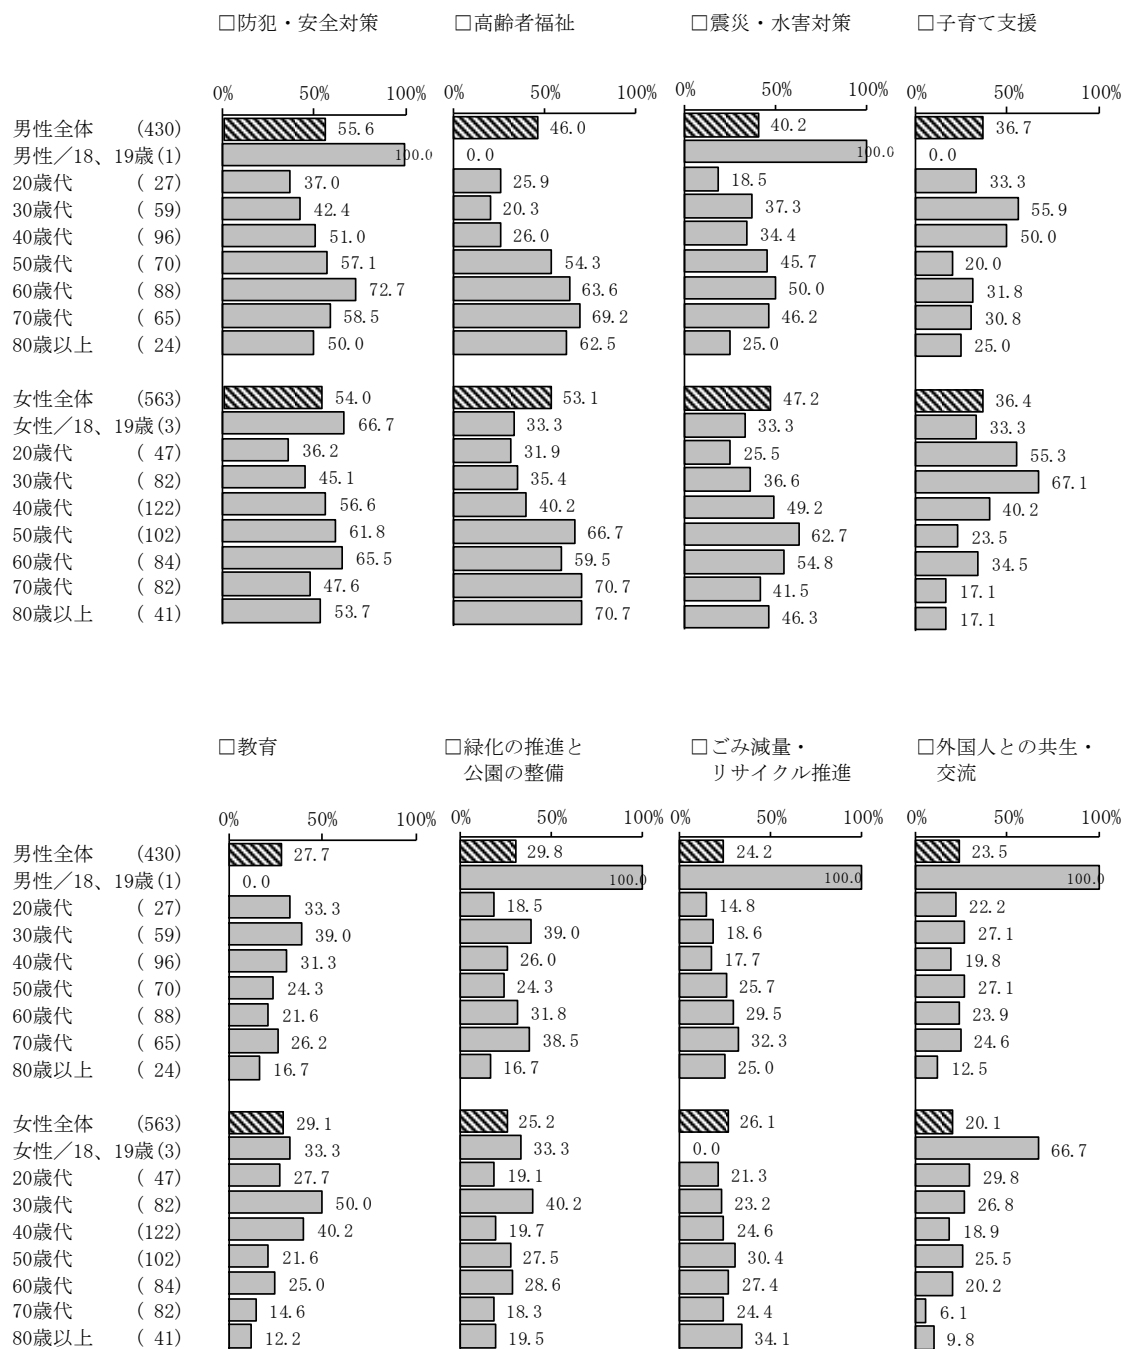 □防犯・安全対策 □高齢者福祉 □震災・水害対策 □子育て支援
0% 50% 100% 0% 50% 100% 0% 50% 100% 0% 50% 100%
男性全体 (430) 55.6 46.0 40.2 36.7
男性／18、19歳(1) 100.0 0.0 100.0 0.0
20歳代 ( 27) 37.0 25.9 18.5 33.3
30歳代 ( 59) 42.4 20.3 37.3 55.9
40歳代 ( 96) 51.0 26.0 34.4 50.0
50歳代 ( 70) 57.1 54.3 45.7 20.0
60歳代 ( 88) 72.7 63.6 50.0 31.8
70歳代 ( 65) 58.5 69.2 46.2 30.8
80歳以上 ( 24) 50.0 62.5 25.0 25.0
女性全体 (563) 54.0 53.1 47.2 36.4
女性／18、19歳(3) 66.7 33.3 33.3 33.3
20歳代 ( 47) 36.2 31.9 25.5 55.3
30歳代 ( 82) 45.1 35.4 36.6 67.1
40歳代 (122) 56.6 40.2 49.2 40.2
50歳代 (102) 61.8 66.7 62.7 23.5
60歳代 ( 84) 65.5 59.5 54.8 34.5
70歳代 ( 82) 47.6 70.7 41.5 17.1
80歳以上 ( 41) 53.7 70.7 46.3 17.1
□教育 □緑化の推進と □ごみ減量・ □外国人との共生・
公園の整備 リサイクル推進 交流
0% 50% 100% 0% 50% 100% 0% 50% 100% 0% 50% 100%
男性全体 (430) 27.7 29.8 24.2 23.5
男性／18、19歳(1) 0.0 100.0 100.0 100.0
20歳代 ( 27) 33.3 18.5 14.8 22.2
30歳代 ( 59) 39.0 39.0 18.6 27.1
40歳代 ( 96) 31.3 26.0 17.7 19.8
50歳代 ( 70) 24.3 24.3 25.7 27.1
60歳代 ( 88) 21.6 31.8 29.5 23.9
70歳代 ( 65) 26.2 38.5 32.3 24.6
80歳以上 ( 24) 16.7 16.7 25.0 12.5
女性全体 (563) 29.1 25.2 26.1 20.1
女性／18、19歳(3) 33.3 33.3 0.0 66.7
20歳代 ( 47) 27.7 19.1 21.3 29.8
30歳代 ( 82) 50.0 40.2 23.2 26.8
40歳代 (122) 40.2 19.7 24.6 18.9
50歳代 (102) 21.6 27.5 30.4 25.5
60歳代 ( 84) 25.0 28.6 27.4 20.2
70歳代 ( 82) 14.6 18.3 24.4 6.1
80歳以上 ( 41) 12.2 19.5 34.1 9.8